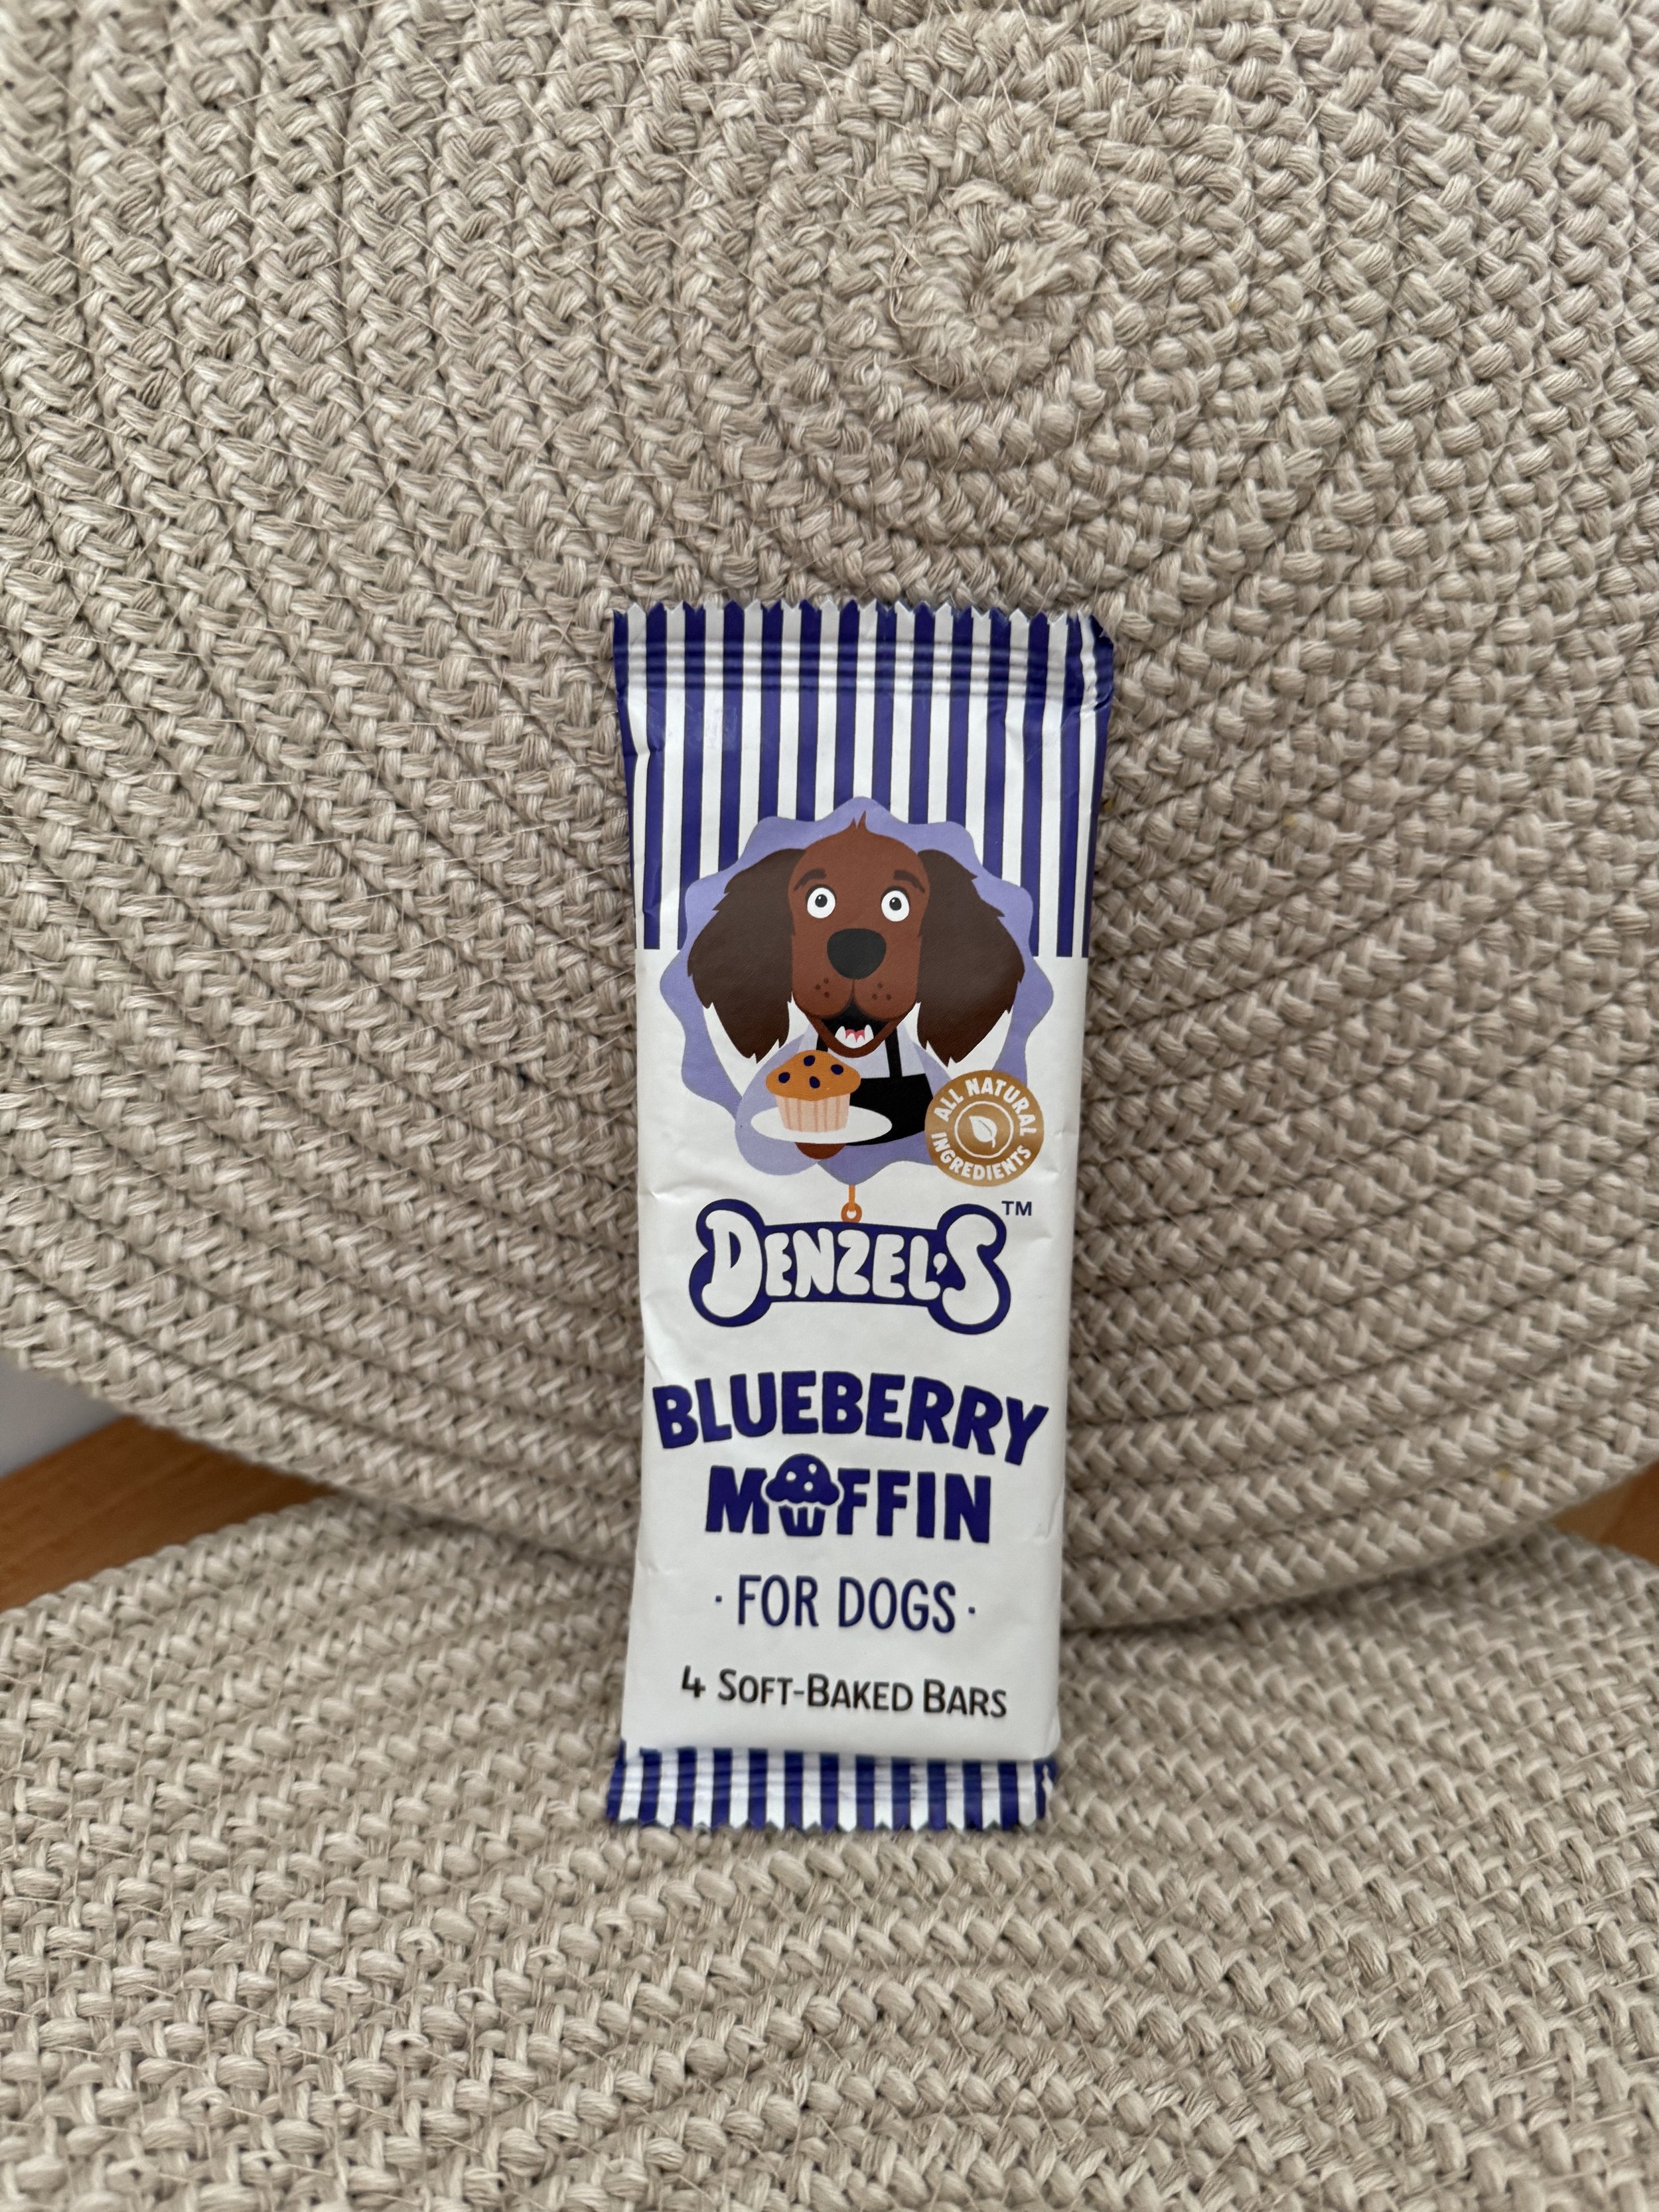 ALL NATURAL
INGREDIENTS
DENZEL'S™
BLUEBERRY
MUFFIN
· FOR DOGS ·
4 SOFT-BAKED BARS